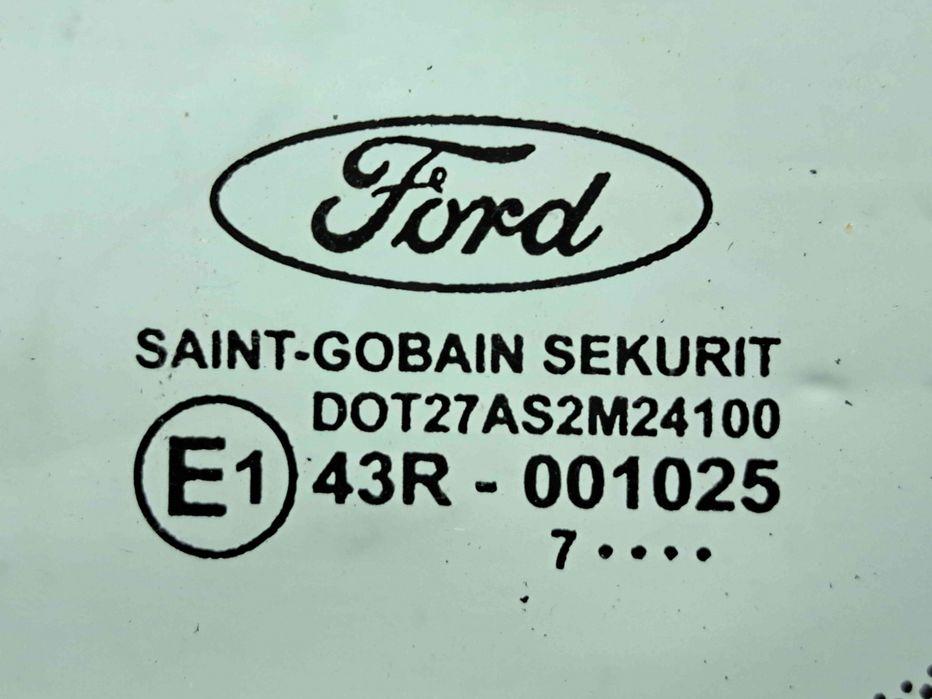 Ford
SAINT-GOBAIN SEKURIT
DOT27AS2M24100
E1 43R - 001025
7 • • • •